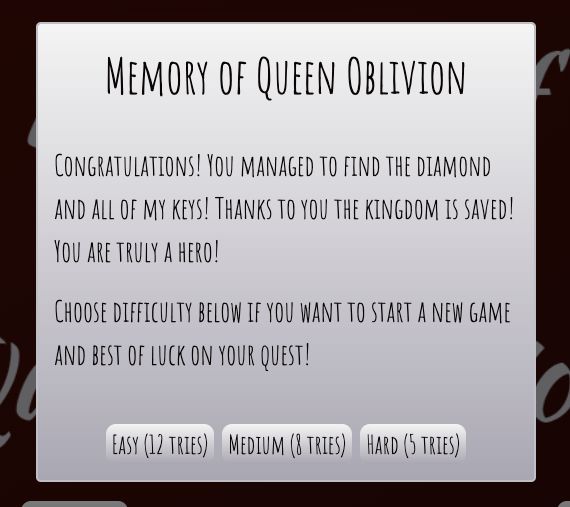 Memory of Queen Oblivion
Congratulations! You managed to find the diamond
and all of my keys! Thanks to you the kingdom is saved!
You are truly a hero!
Choose difficulty below if you want to start a new game
and best of luck on your quest!
Easy (12 tries) Medium (8 tries) Hard (5 tries)